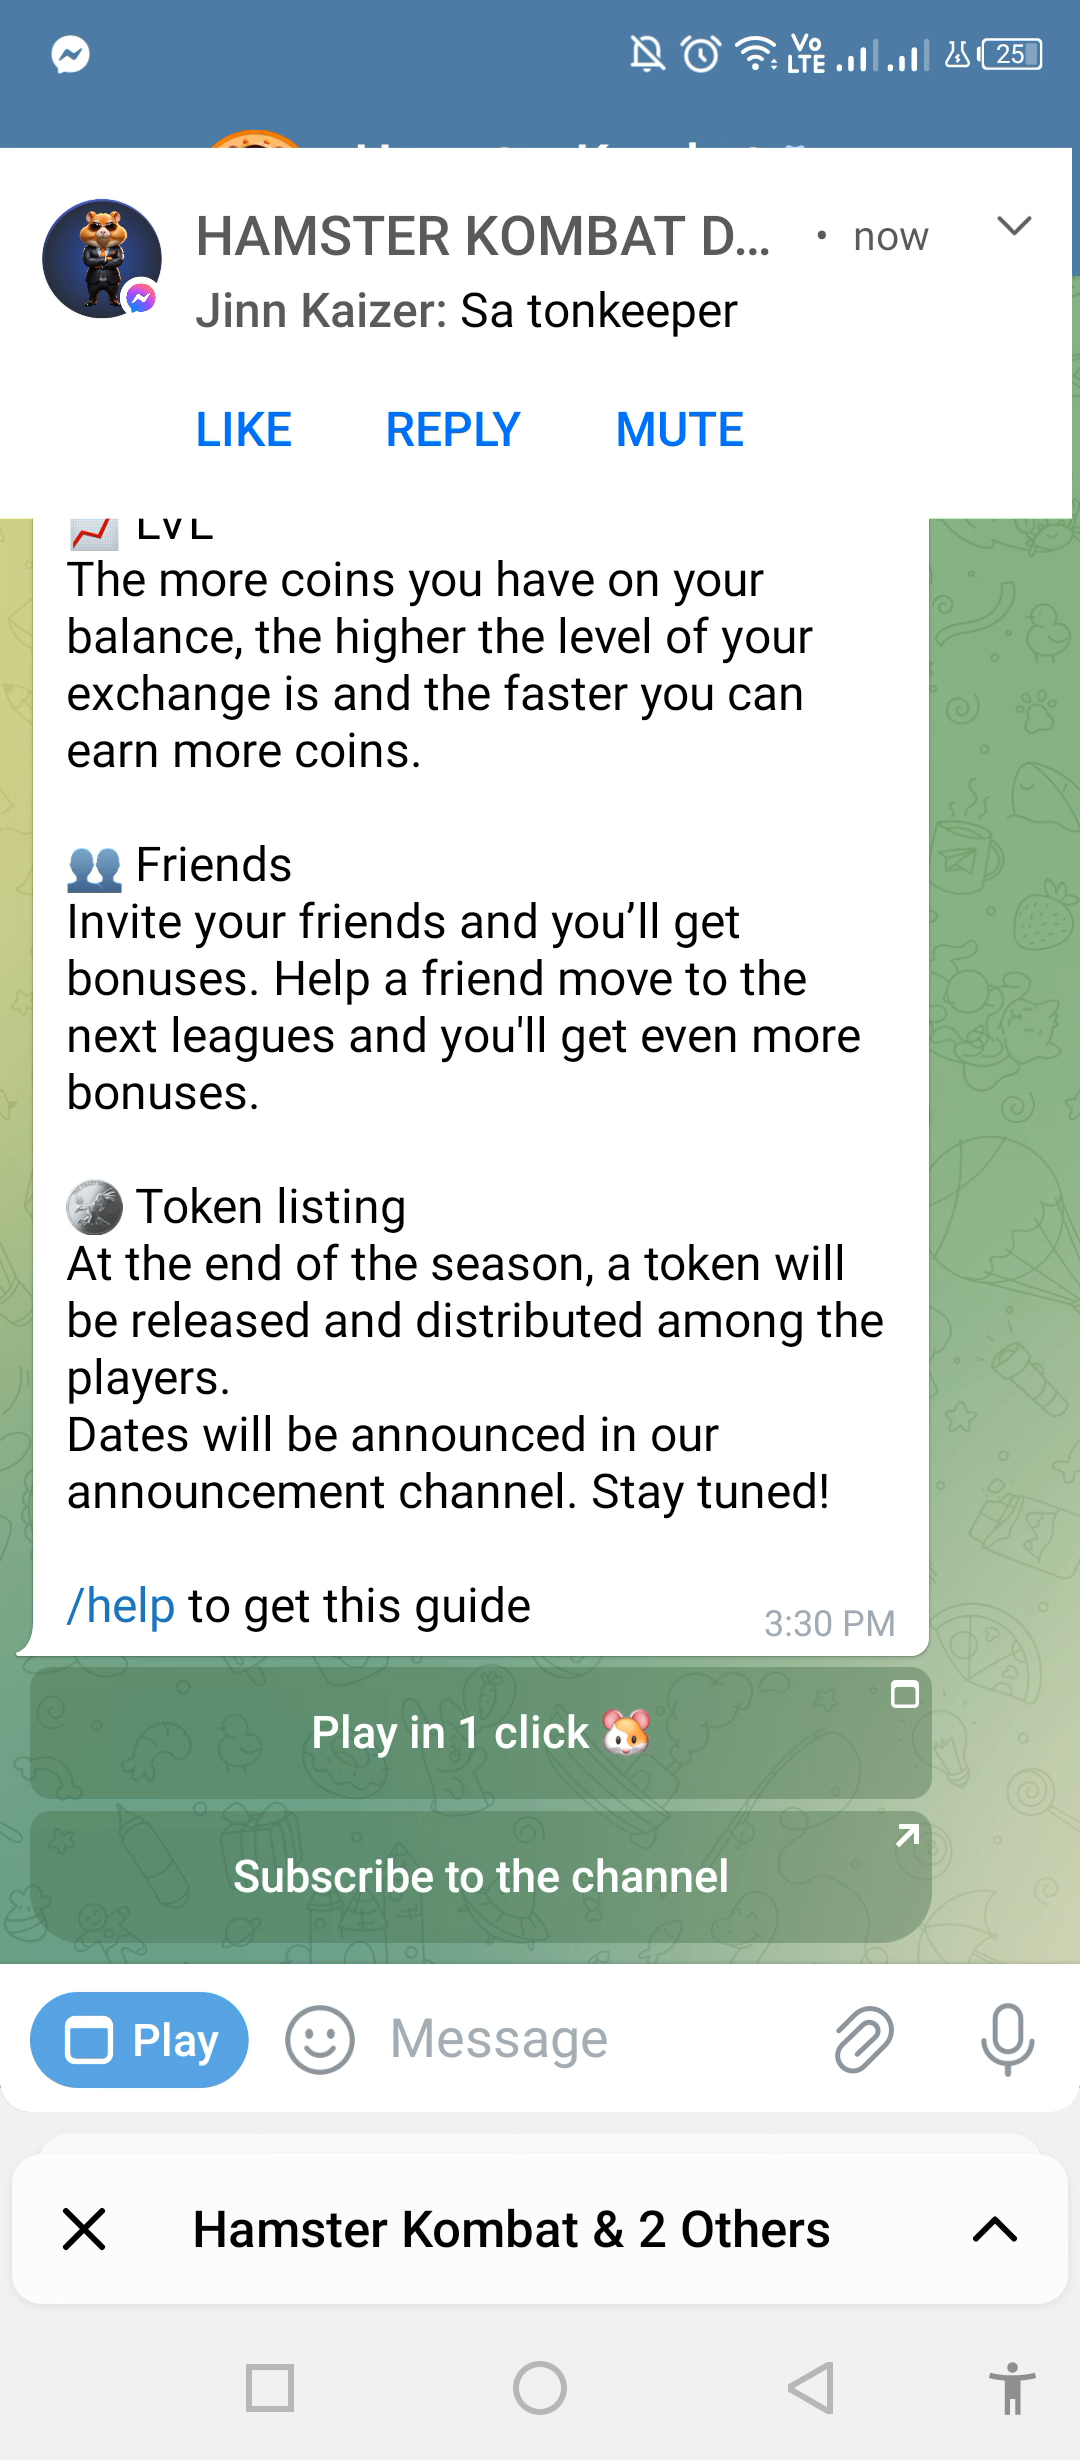 Vo
LTE
25
HAMSTER KOMBAT D... • now
Jinn Kaizer: Sa tonkeeper
LIKE REPLY MUTE
LVL
The more coins you have on your
balance, the higher the level of your
exchange is and the faster you can
earn more coins.
Friends
Invite your friends and you’ll get
bonuses. Help a friend move to the
next leagues and you'll get even more
bonuses.
Token listing
At the end of the season, a token will
be released and distributed among the
players.
Dates will be announced in our
announcement channel. Stay tuned!
/help to get this guide
3:30 PM
Play in 1 click
Subscribe to the channel
Play
Message
Hamster Kombat & 2 Others